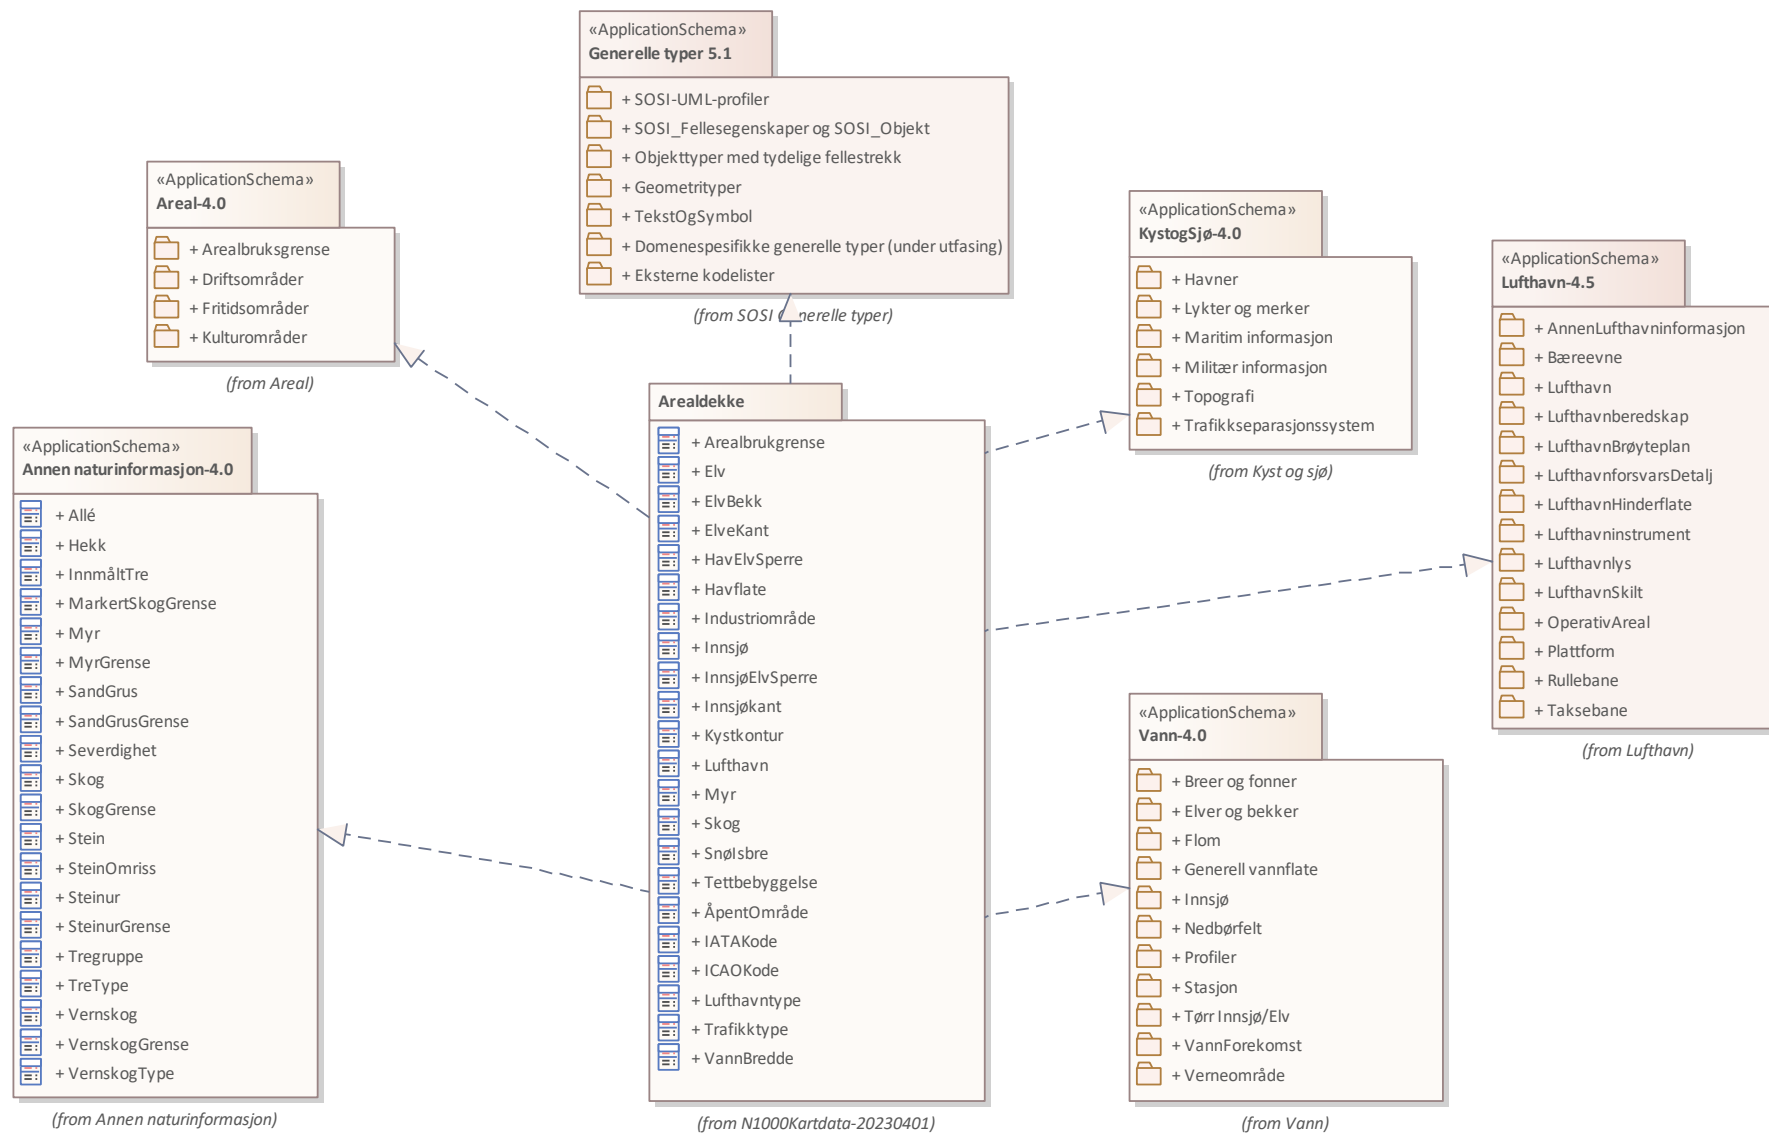 «ApplicationSchema»
Generelle typer 5.1
+ SOSI-UML-profiler
+ SOSI_Fellesegenskaper og SOSI_Objekt
+ Objekttyper med tydelige fellestrekk
+ Geometrityper
+ TekstOgSymbol
+ Domenespesifikke generelle typer (under utfasing)
+ Eksterne kodelister
(from SOSI Generelle typer)
«ApplicationSchema»
Areal-4.0
+ Arealbruksgrense
+ Driftsområder
+ Fritidsområder
+ Kulturområder
(from Areal)
«ApplicationSchema»
KystogSjø-4.0
+ Havner
+ Lykter og merker
+ Maritim informasjon
+ Militær informasjon
+ Topografi
+ Trafikkseparasjonssystem
(from Kyst og sjø)
«ApplicationSchema»
Lufthavn-4.5
+ AnnenLufthavninformasjon
+ Bæreevne
+ Lufthavn
+ Lufthavnberedskap
+ LufthavnBrøyteplan
+ LufthavnforsvarsDetalj
+ LufthavnHinderflate
+ Lufthavninstrument
+ Lufthavnlys
+ LufthavnSkilt
+ OperativAreal
+ Plattform
+ Rullebane
+ Taksebane
(from Lufthavn)
«ApplicationSchema»
Annen naturinformasjon-4.0
+ Allé
+ Hekk
+ InnmåltTre
+ MarkertSkogGrense
+ Myr
+ MyrGrense
+ SandGrus
+ SandGrusGrense
+ Severdighet
+ Skog
+ SkogGrense
+ Stein
+ SteinOmriss
+ Steinur
+ SteinurGrense
+ Tregruppe
+ TreType
+ Vernskog
+ VernskogGrense
+ VernskogType
(from Annen naturinformasjon)
Arealdekke
+ Arealbrukgrense
+ Elv
+ ElvBekk
+ ElveKant
+ HavElvSperre
+ Havflate
+ Industriområde
+ Innsjø
+ InnsjøElvSperre
+ Innsjøkant
+ Kystkontur
+ Lufthavn
+ Myr
+ Skog
+ SnøIsbre
+ Tettbebyggelse
+ ÅpentOmråde
+ IATAKode
+ ICAOKode
+ Lufthavntype
+ Trafikktype
+ VannBredde
(from N1000Kartdata-20230401)
«ApplicationSchema»
Vann-4.0
+ Breer og fonner
+ Elver og bekker
+ Flom
+ Generell vannflate
+ Innsjø
+ Nedbørfelt
+ Profiler
+ Stasjon
+ Tørr Innsjø/Elv
+ VannForekomst
+ Verneområde
(from Vann)